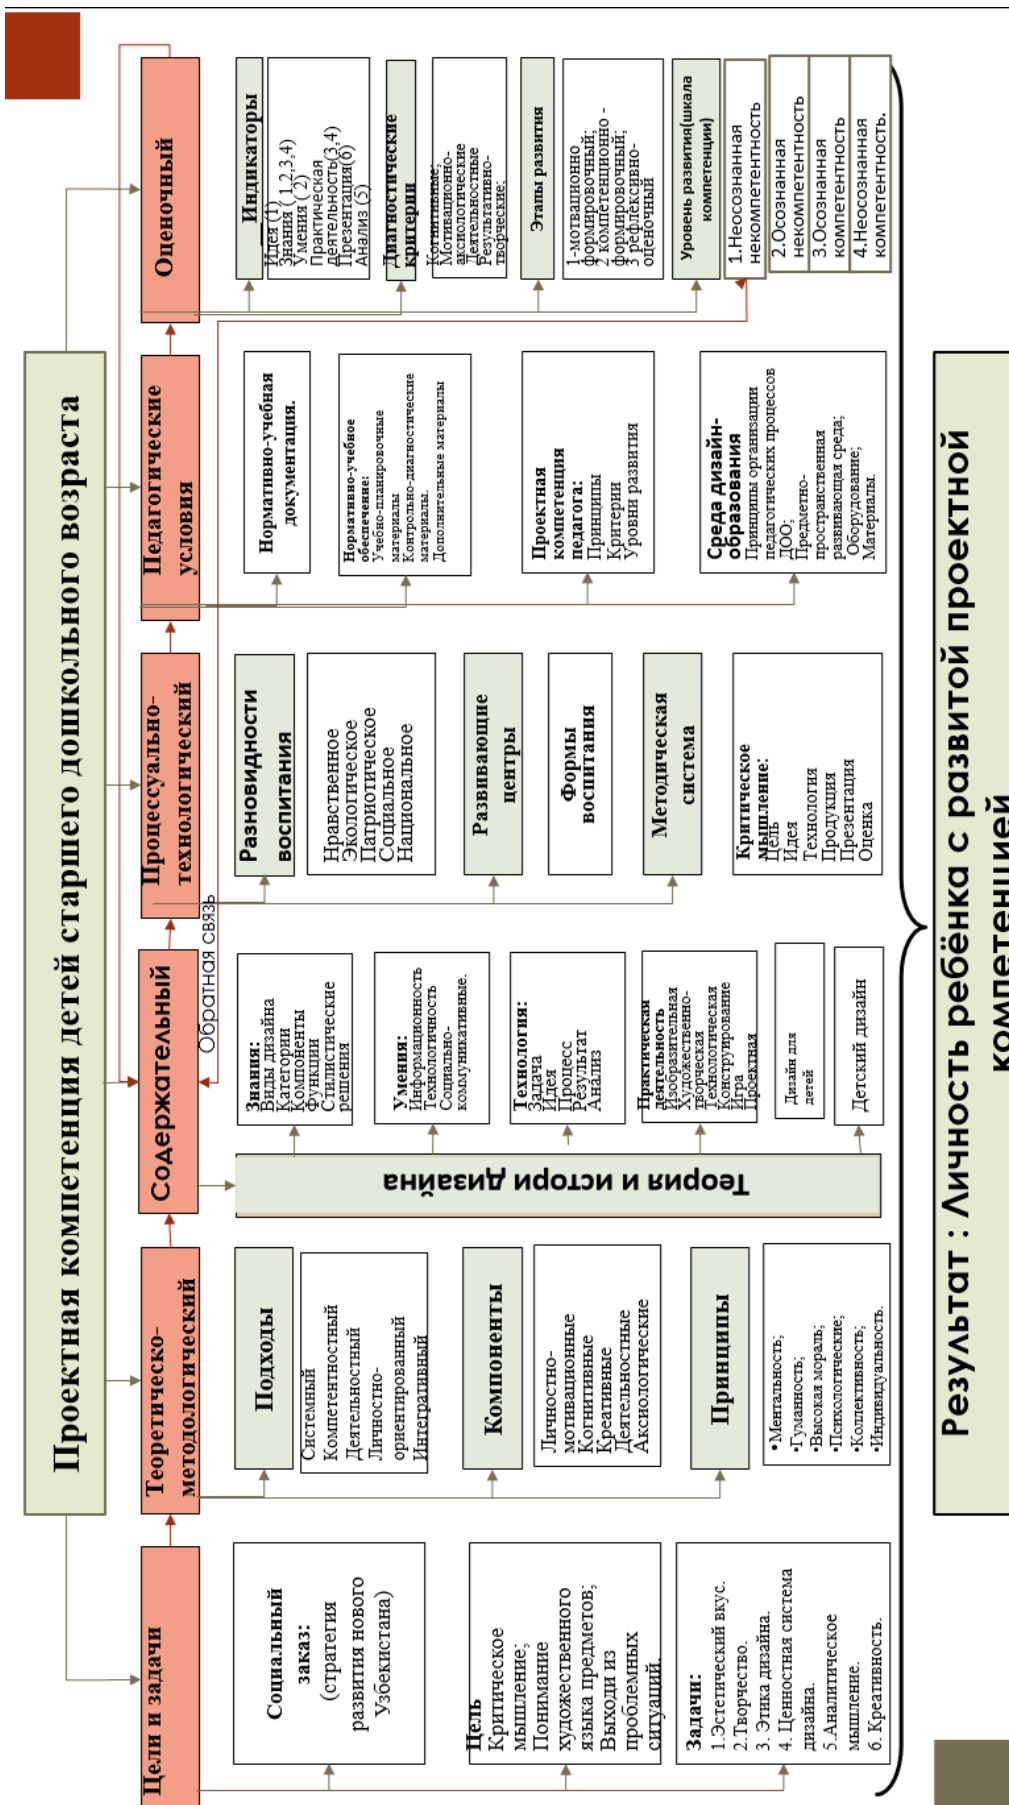 Проектная компетенция детей старшего дошкольного возраста
Цели и задачи
Социальный
заказ:
(стратегия
развития нового
Узбекистана)
Цель
Критическое
мышление;
Понимание
художественного
языка предметов;
Выходи из
проблемных
ситуаций.
Задачи:
1.Эстетический вкус.
2.Творчество.
3. Этика дизайна.
4. Ценностная система
дизайна.
5.Аналитическое
мышление.
6. Креативность.
Теоретическо-
методологический
Подходы
Системный
Компетентностный
Деятельностный
Личностно-
ориентированный
Интегративный
Компоненты
Личностно-
мотивационные
Когнитивные
Креативные
Деятельностные
Аксиологические
Принципы
•Ментальность;
•Гуманность;
•Высокая мораль;
•Психологические;
•Коллективность;
•Индивидуальность.
Содержательный
Обратная связь
Теория и истори дизайна
Знания:
Виды дизайна
Категории
Компоненты
Функции
Стилистические
решения
Умения:
Информационность
Технологичность
Социально-
коммуникативные.
Технология:
Задача
Идея
Процесс
Результат
Анализ
Практическая
деятельность
Изобразительная
Художественно-
творческая
Технологическая
Конструирование
Игра
Проектная
Дизайн для
детей
Детский дизайн
Процессуально-
технологический
Разновидности
воспитания
Нравственное
Экологическое
Патриотическое
Социальное
Национальное
Развивающие
центры
Формы
воспитания
Методическая
система
Критическое
мышление:
Цель
Идея
Технология
Продукция
Презентация
Оценка
Педагогические
условия
Нормативно-учебная
документация.
Нормативно-учебное
обеспечение:
Учебно-планировочные
материалы
Контрольно-диагностические
материалы.
Дополнительные материалы
Проектная
компетенция
педагога:
Принципы
Критерии
Уровни развития
Среда дизайн-
образования
Принципы организации
педагогических процессов
ДОО;
Предметно-
пространственная
развивающая среда;
Оборудование;
Материалы.
Оценочный
Индикаторы
Идея (1)
Знания ( 1,2,3,4)
Умения ( 2)
Практическая
деятельность(3,4)
Презентация(6)
Анализ (5)
Диагностические
критерии
Когнитивные;
Мотивационно-
аксиологические
Деятельностные
Результативно-
творческие;
Этапы развития
1-мотвационно
формировочный;
2 компетенционно -
формировочный;
3 рефлексивно-
оценочный
Уровень развития(шкала
компетенции)
1.Неосознанная
некомпетентность
2.Осознанная
некомпетентность
3.Осознанная
компетентность
4.Неосознанная
компетентность.
Результат : Личность ребёнка с развитой проектной
компетенцией